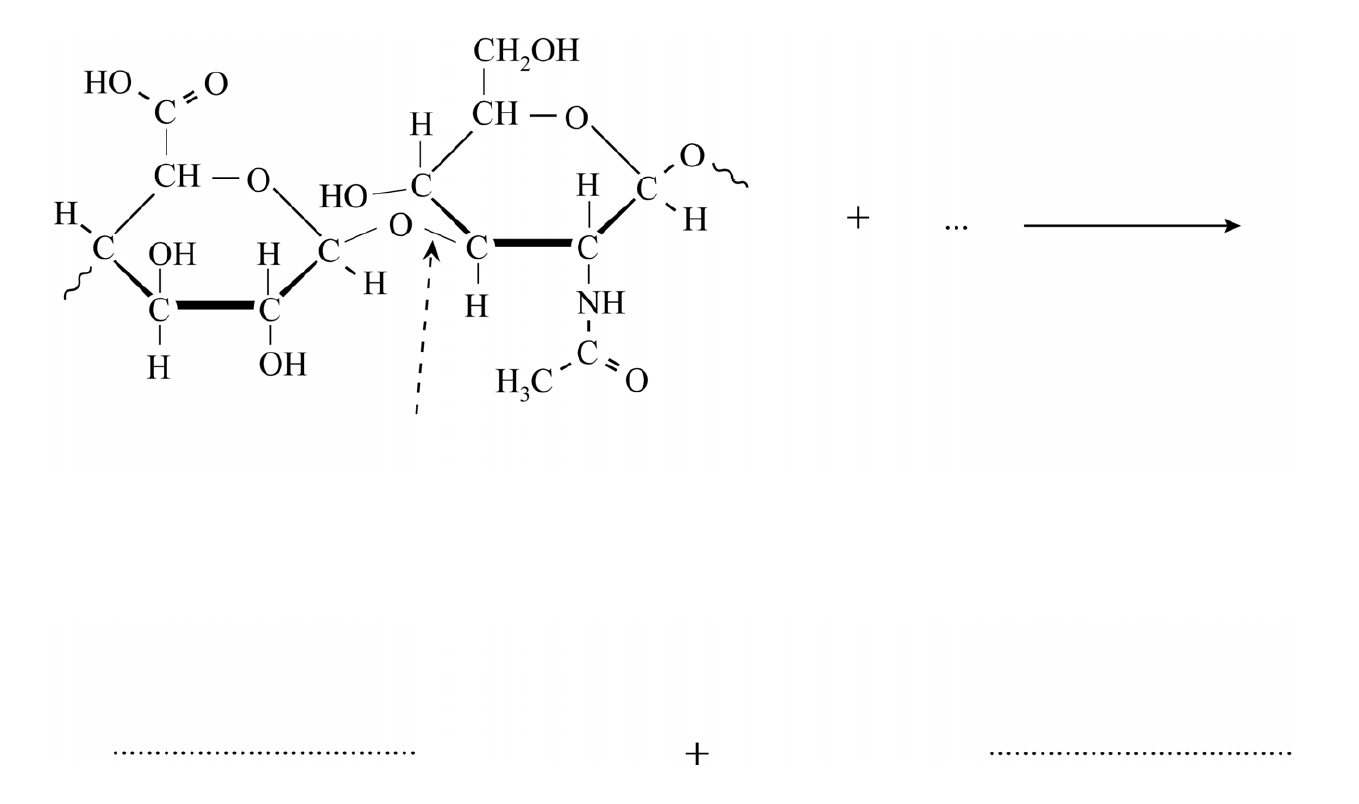 CH₂OH
HO C O
H CH — O
CH — O HO C H C O H
H C OH H C O C C
C C H H NH
H OH C
H₃C O
+ ...
+